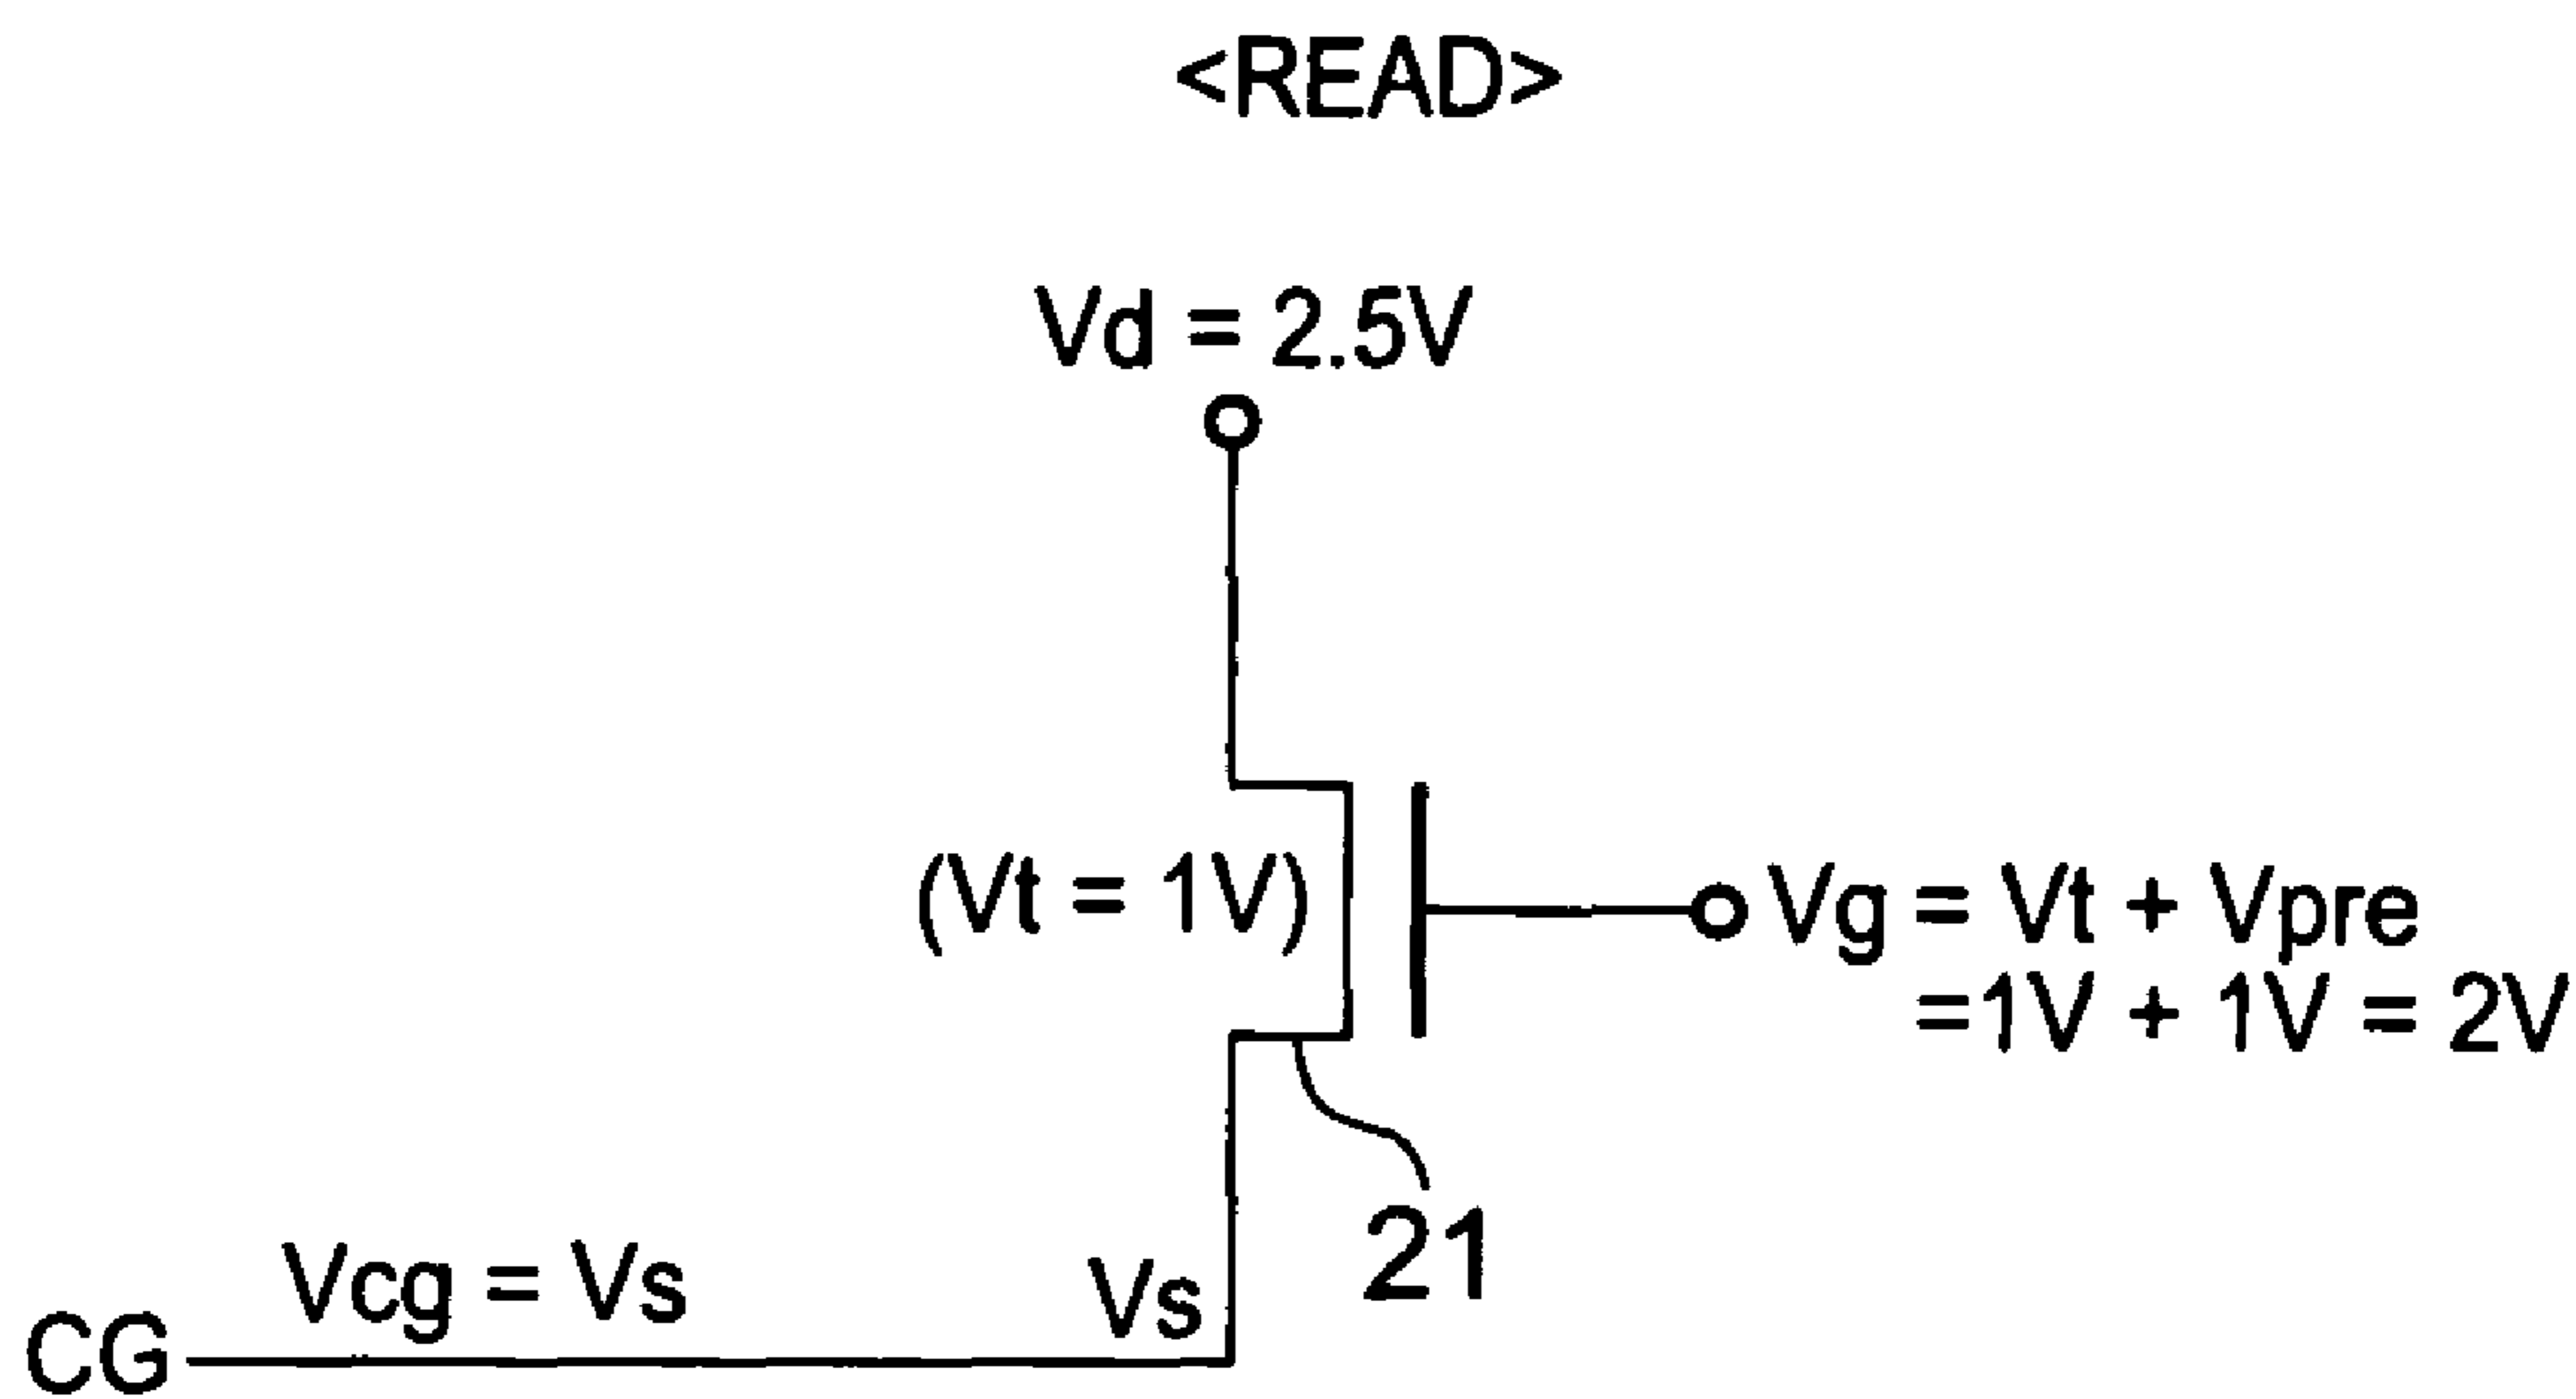 <READ>
Vd = 2.5V
(Vt = 1V)
Vg = Vt + Vpre
=1V + 1V = 2V
21
Vcg = Vs
Vs
CG